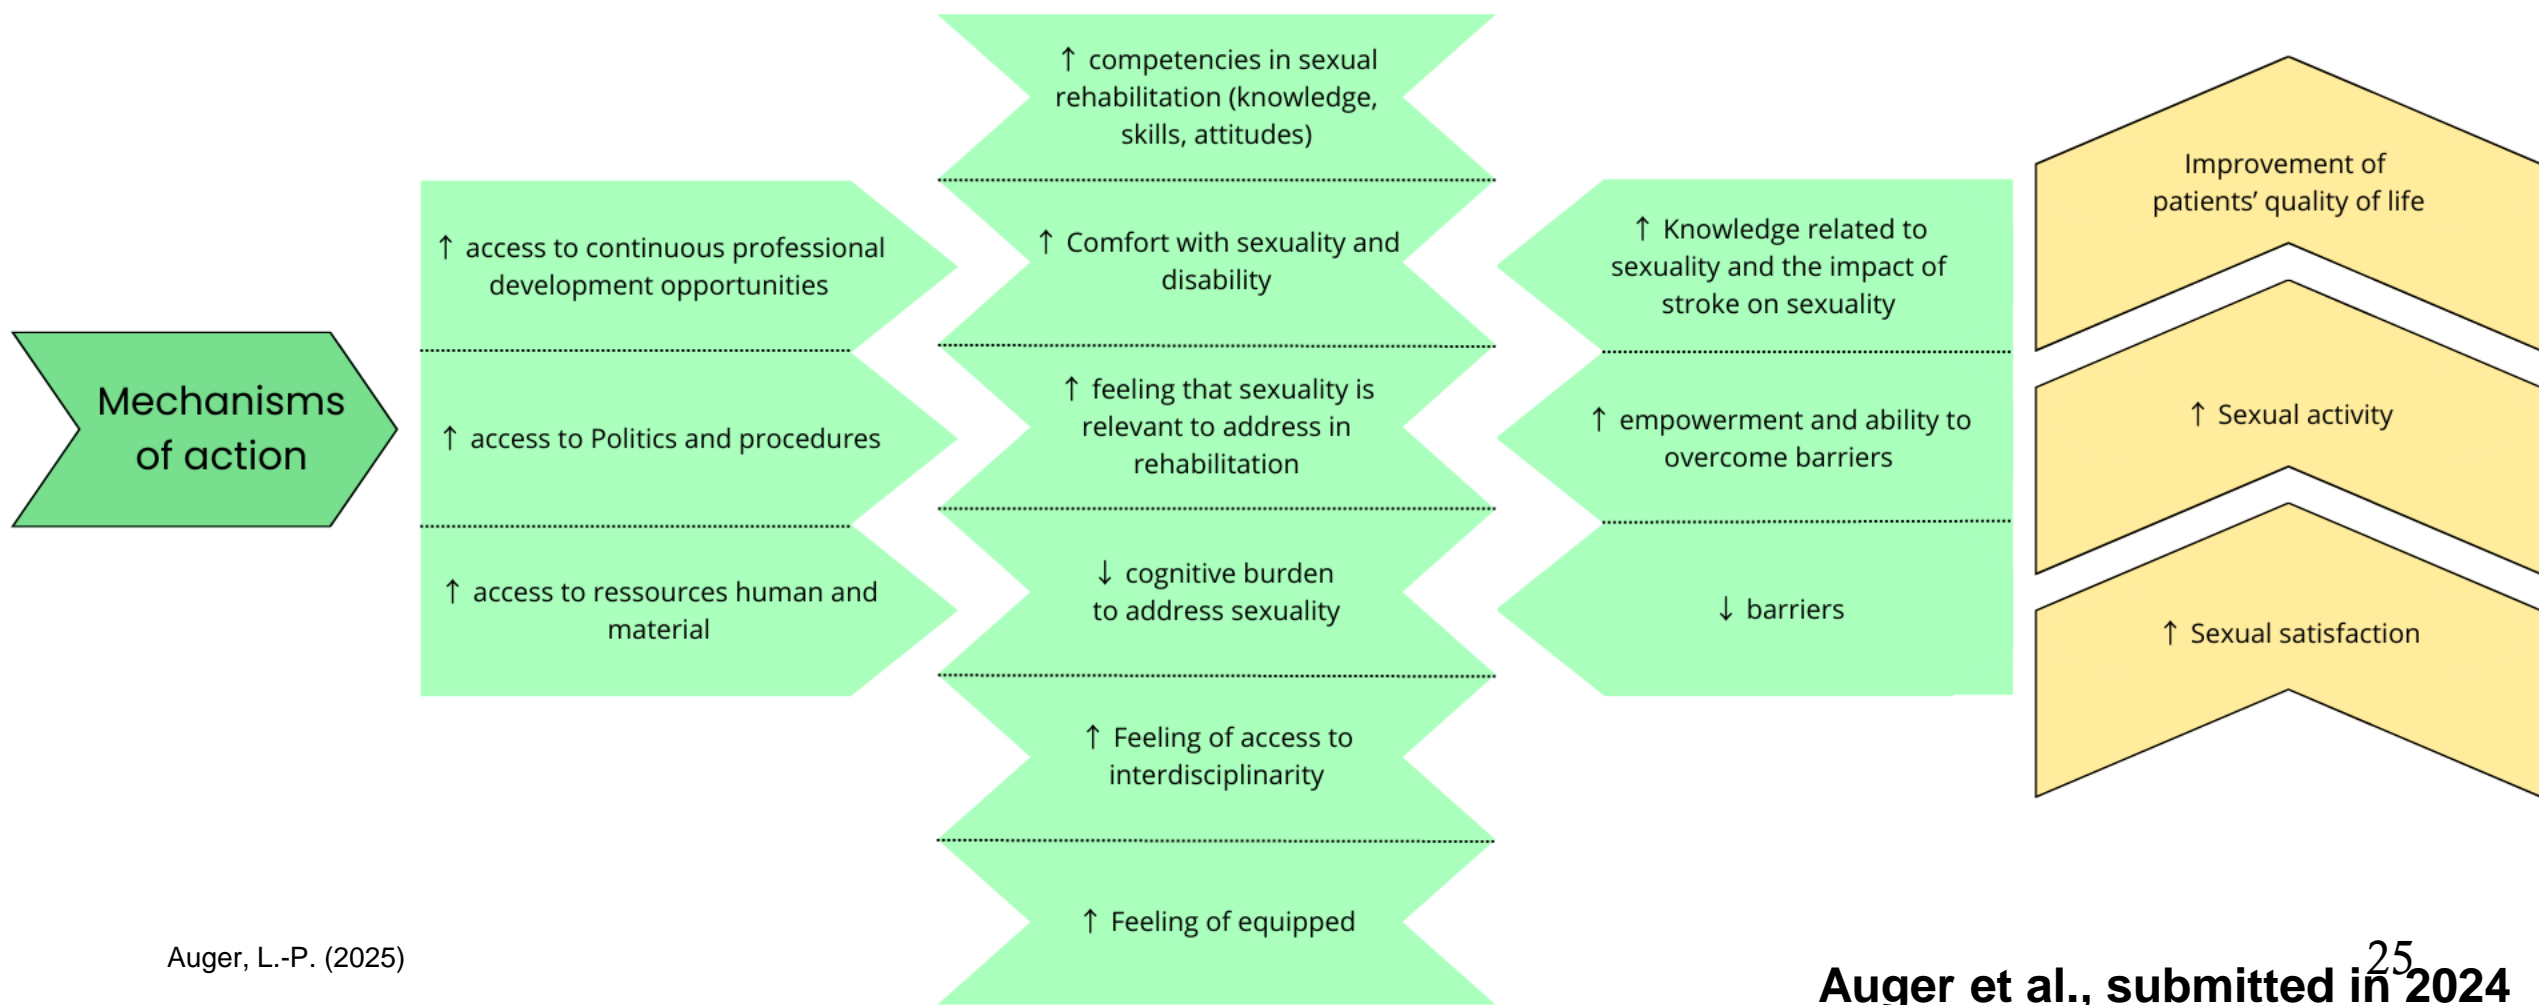 Mechanisms
of action
↑ access to continuous professional
development opportunities
↑ access to Politics and procedures
↑ access to ressources human and
material
↑ competencies in sexual
rehabilitation (knowledge,
skills, attitudes)
↑ Comfort with sexuality and
disability
↑ feeling that sexuality is
relevant to address in
rehabilitation
↓ cognitive burden
to address sexuality
↑ Feeling of access to
interdisciplinarity
↑ Feeling of equipped
↑ Knowledge related to
sexuality and the impact of
stroke on sexuality
↑ empowerment and ability to
overcome barriers
↓ barriers
Improvement of
patients’ quality of life
↑ Sexual activity
↑ Sexual satisfaction
Auger, L.-P. (2025)
25
Auger et al., submitted in 2024